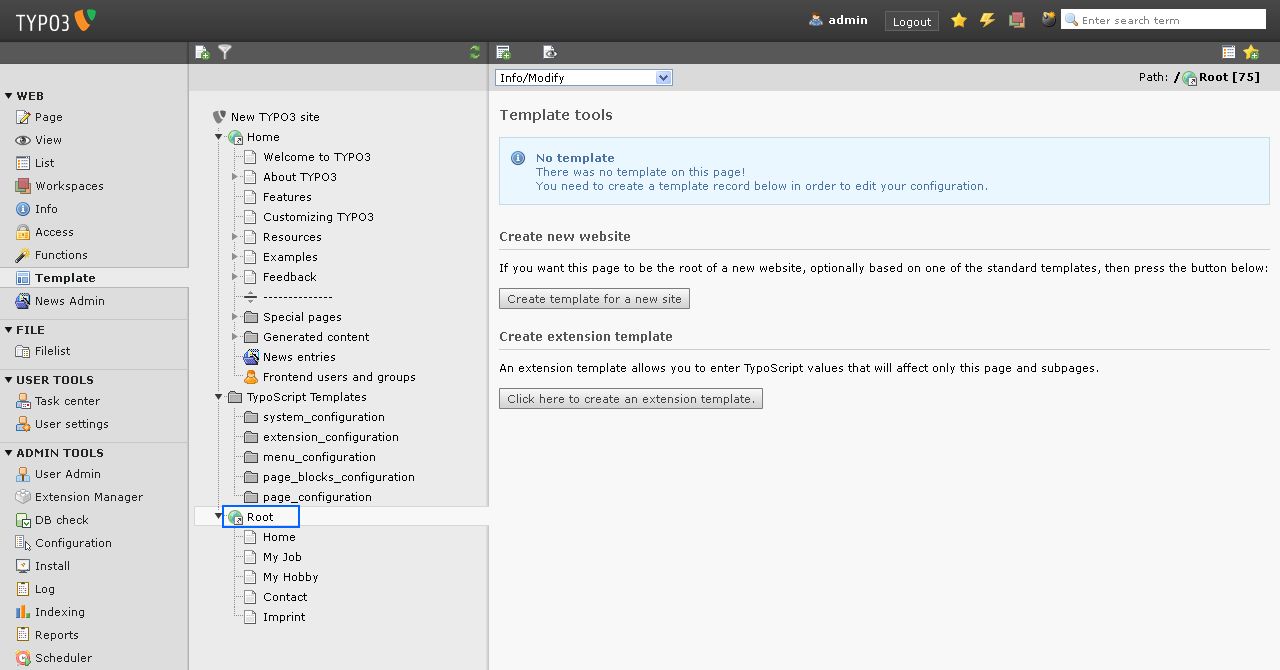 TYPO3
admin
Logout
Enter search term
Info/Modify
Path: / Root [75]
WEB
Page
View
List
Workspaces
Info
Access
Functions
Template
News Admin
FILE
Filelist
USER TOOLS
Task center
User settings
ADMIN TOOLS
User Admin
Extension Manager
DB check
Configuration
Install
Log
Indexing
Reports
Scheduler
New TYPO3 site
Home
Welcome to TYPO3
About TYPO3
Features
Customizing TYPO3
Resources
Examples
Feedback
--------------
Special pages
Generated content
News entries
Frontend users and groups
TypoScript Templates
system_configuration
extension_configuration
menu_configuration
page_blocks_configuration
page_configuration
Root
Home
My Job
My Hobby
Contact
Imprint
Template tools
No template
There was no template on this page!
You need to create a template record below in order to edit your configuration.
Create new website
If you want this page to be the root of a new website, optionally based on one of the standard templates, then press the button below:
Create template for a new site
Create extension template
An extension template allows you to enter TypoScript values that will affect only this page and subpages.
Click here to create an extension template.